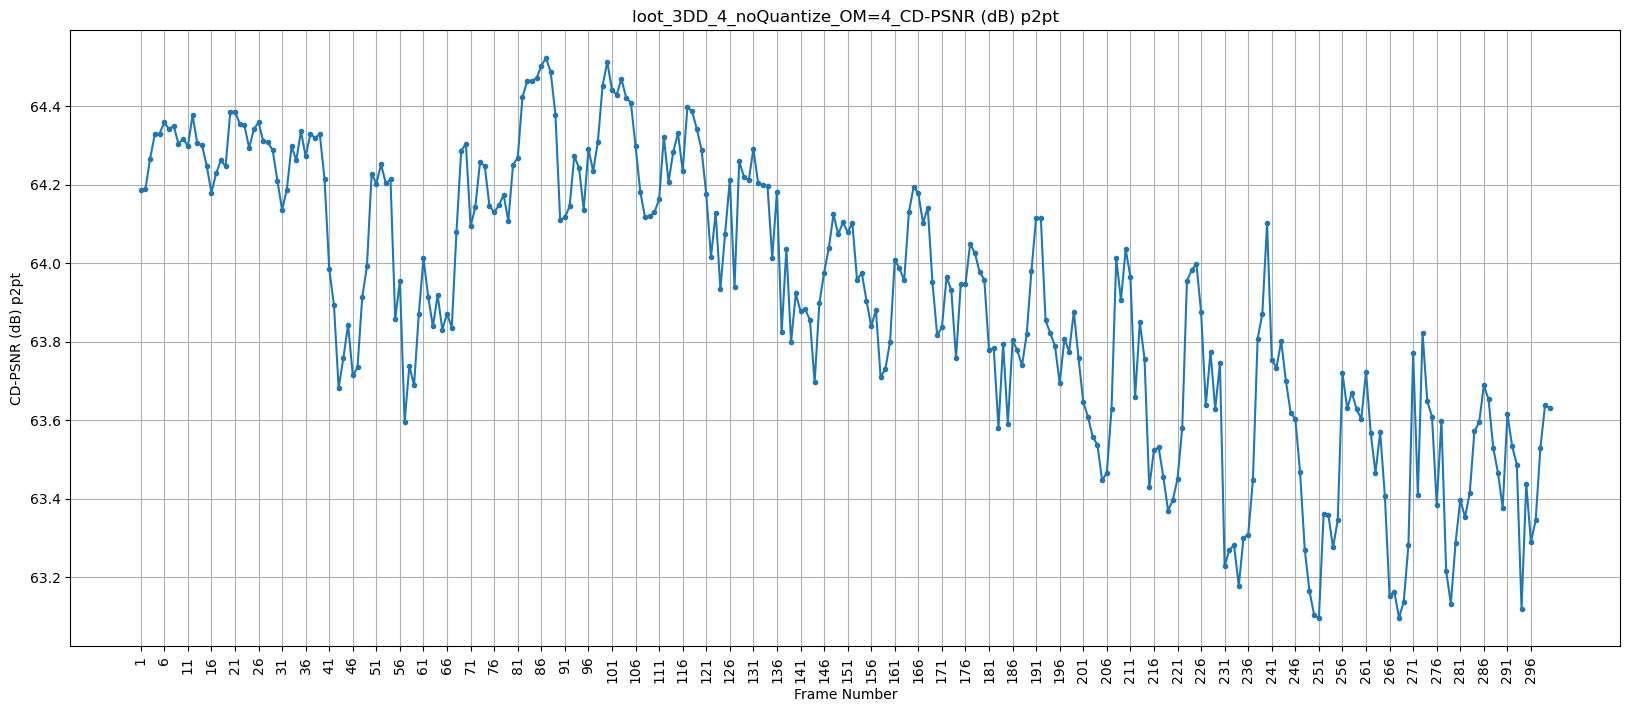 loot_3DD_4_noQuantize_OM=4_CD-PSNR (dB) p2pt
CD-PSNR (dB) p2pt
64.4
64.2
64.0
63.8
63.6
63.4
63.2
1 6 11 16 21 26 31 36 41 46 51 56 61 66 71 76 81 86 91 96 101 106 111 116 121 126 131 136 141 146 151 156 161 166 171 176 181 186 191 196 201 206 211 216 221 226 231 236 241 246 251 256 261 266 271 276 281 286 291 296
Frame Number